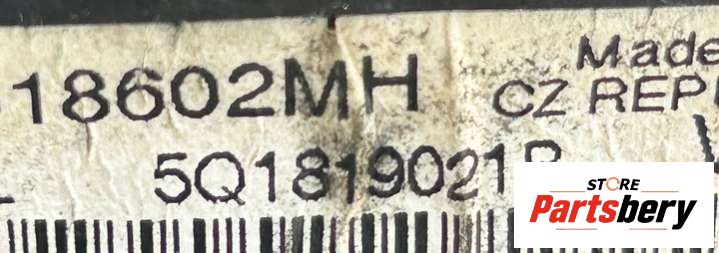 18602MH
Made
CZ REP
5Q1819021
STORE
Partsbery